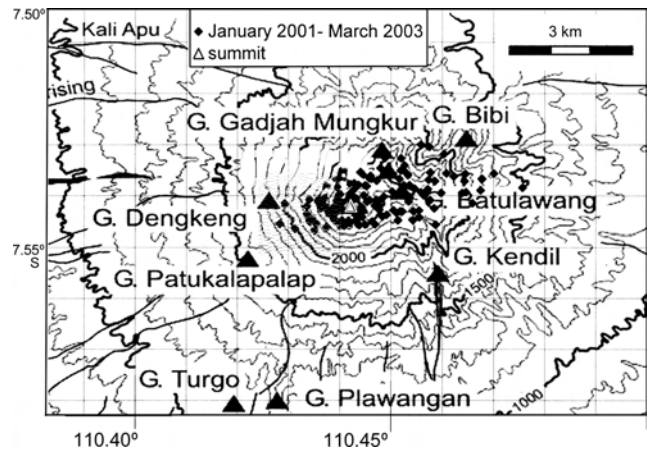 7.50°
Kali Apu
January 2001- March 2003
summit
3 km
rising
G. Gadjah Mungkur
G. Bibi
G. Dengkeng
G. Batulawang
7.55°
S
2000
G. Kendil
G. Patukalapalap
1500
G. Turgo
G. Plawangan
1000
110.40°
110.45°